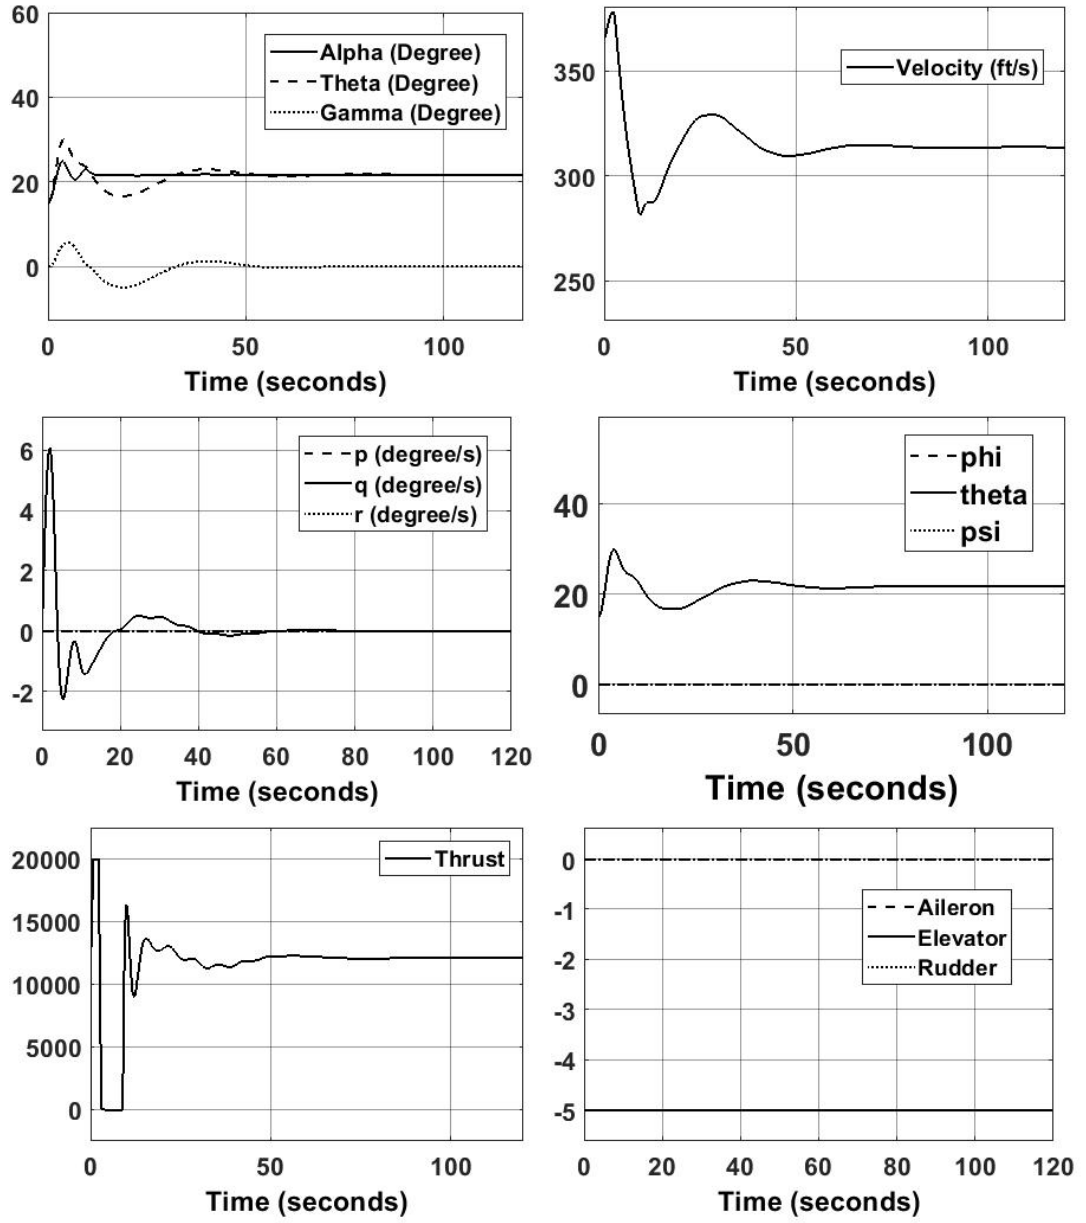 60
40
20
0
Alpha (Degree)
Theta (Degree)
Gamma (Degree)
0 50 100
Time (seconds)
350
300
250
Velocity (ft/s)
0 50 100
Time (seconds)
6
4
2
0
-2
p (degree/s)
q (degree/s)
r (degree/s)
0 20 40 60 80 100 120
Time (seconds)
40
20
0
phi
theta
psi
0 50 100
Time (seconds)
20000
15000
10000
5000
0
Thrust
0 50 100
Time (seconds)
0
-1
-2
-3
-4
-5
Aileron
Elevator
Rudder
0 20 40 60 80 100 120
Time (seconds)